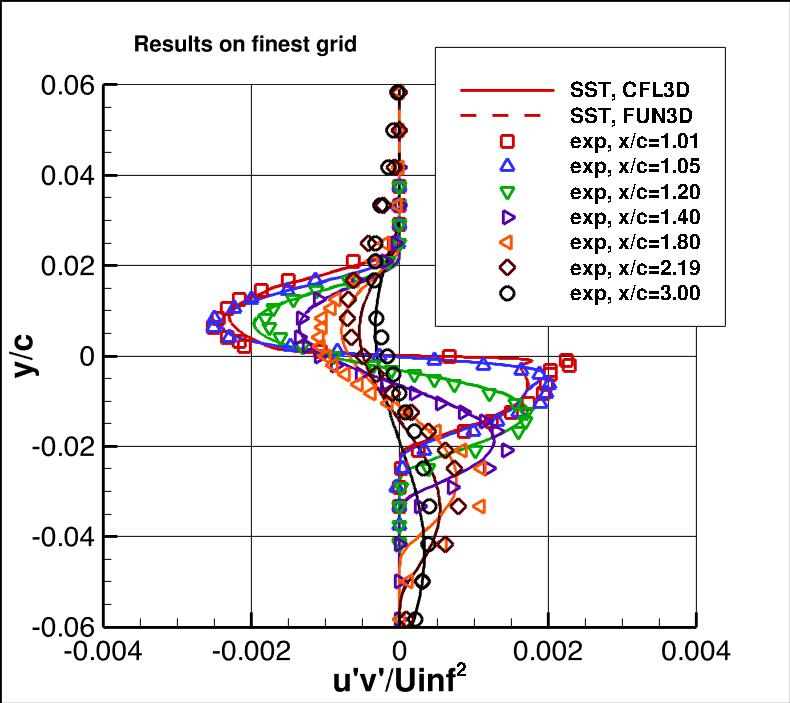 Results on finest grid
SST, CFL3D
SST, FUN3D
exp, x/c=1.01
exp, x/c=1.05
exp, x/c=1.20
exp, x/c=1.40
exp, x/c=1.80
exp, x/c=2.19
exp, x/c=3.00
0.06
0.04
0.02
0
-0.02
-0.04
-0.06
y/c
-0.004 -0.002 0 0.002 0.004
u'v'/Uinf²